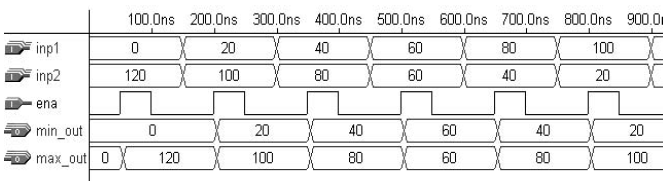 100.0ns 200.0ns 300.0ns 400.0ns 500.0ns 600.0ns 700.0ns 800.0ns 900.0r
inp1 0 20 40 60 80 100
inp2 120 100 80 60 40 20
ena
min_out 0 20 40 60 40 20
max_out 0 120 100 80 60 80 100